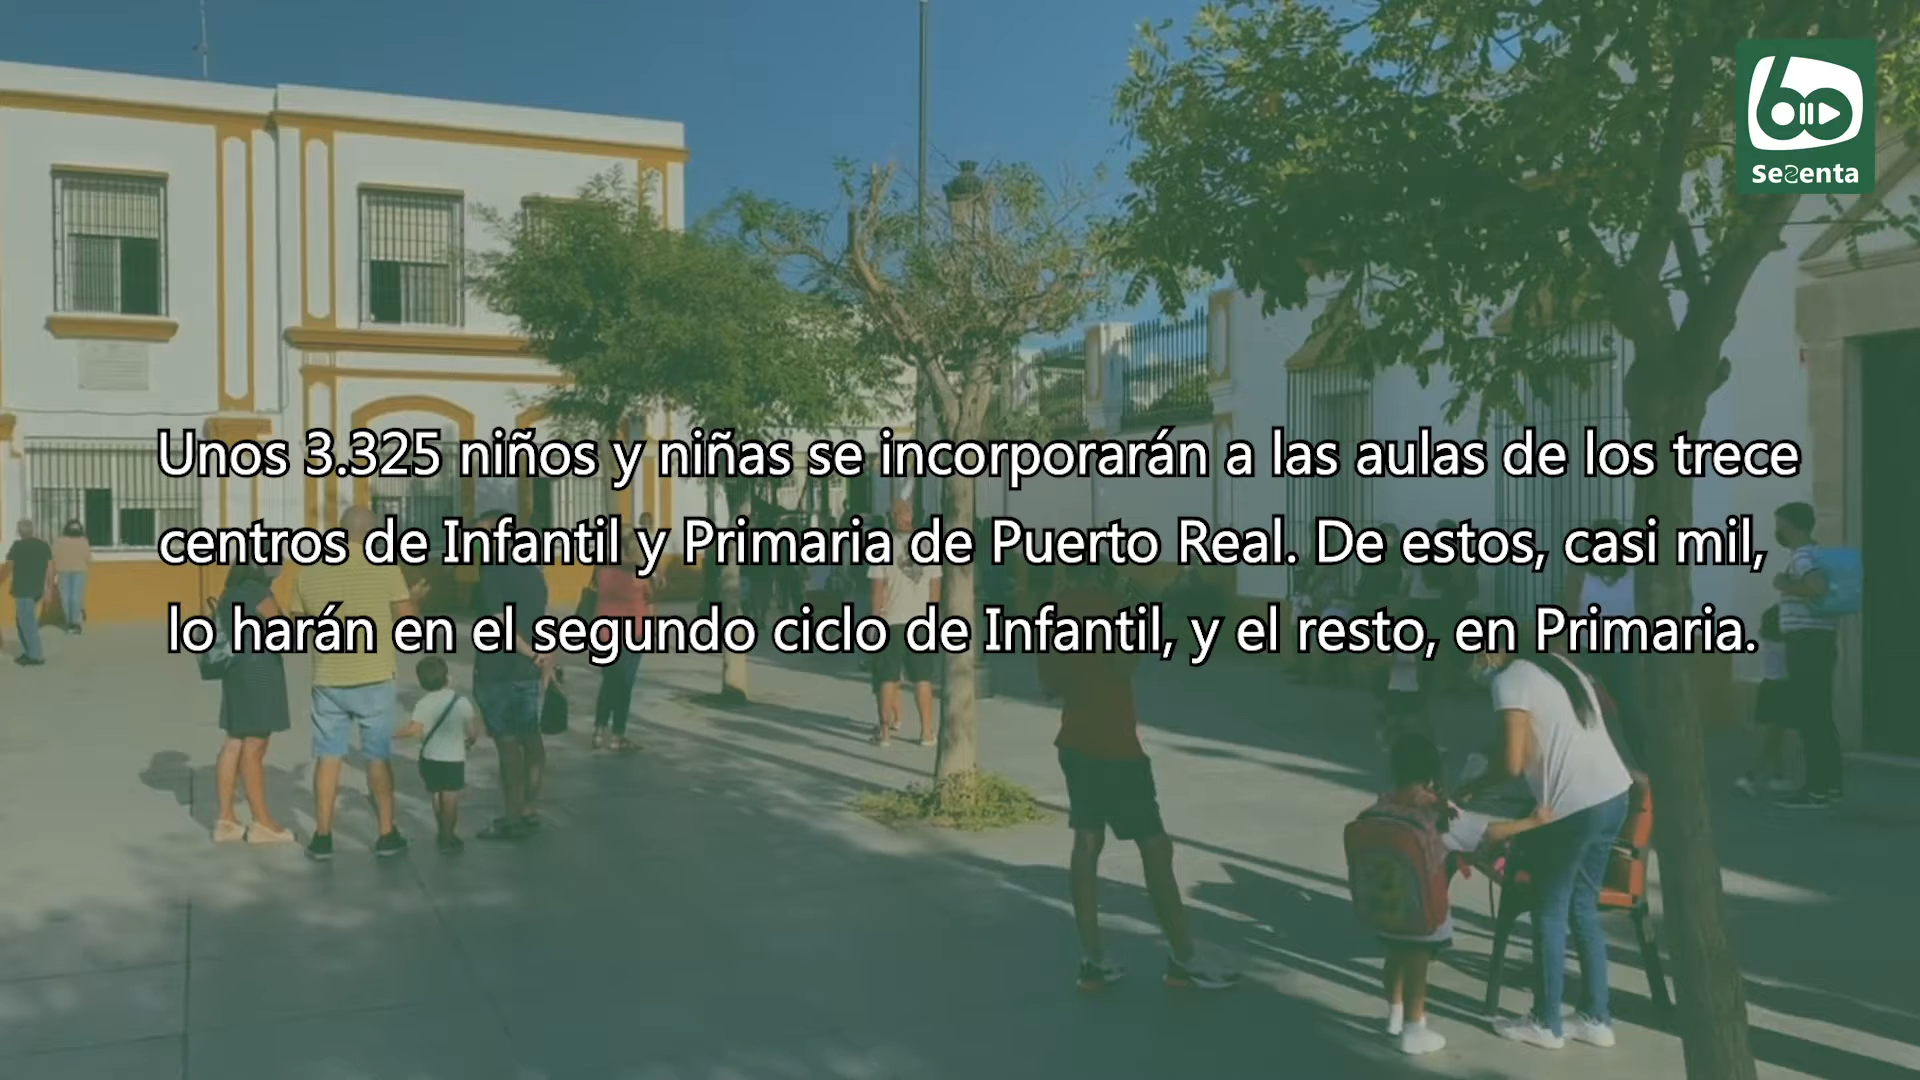 SeSenta
Unos 3.325 niños y niñas se incorporarán a las aulas de los trece
centros de Infantil y Primaria de Puerto Real. De estos, casi mil,
lo harán en el segundo ciclo de Infantil, y el resto, en Primaria.